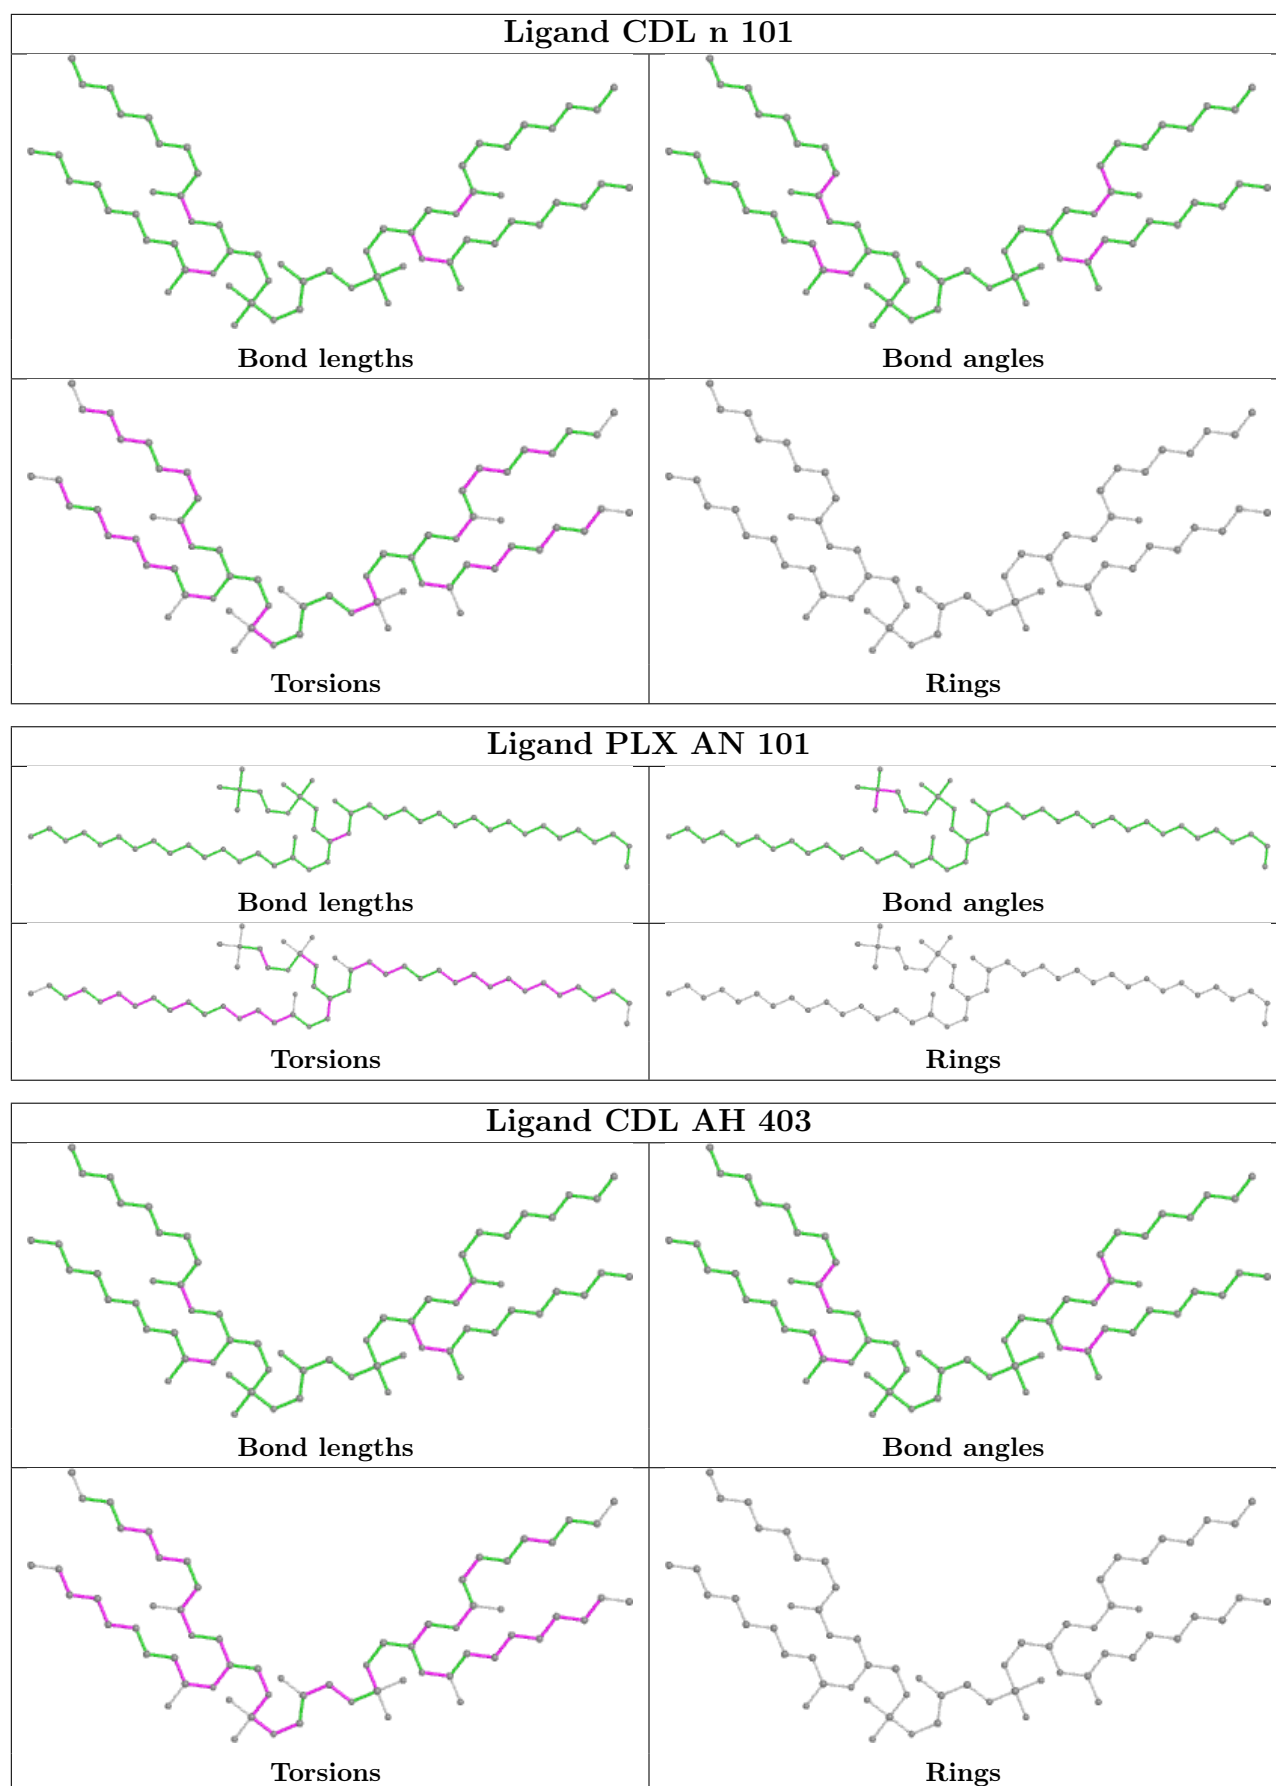 Ligand CDL n 101
Bond lengths
Bond angles
Torsions
Rings
Ligand PLX AN 101
Bond lengths
Bond angles
Torsions
Rings
Ligand CDL AH 403
Bond lengths
Bond angles
Torsions
Rings